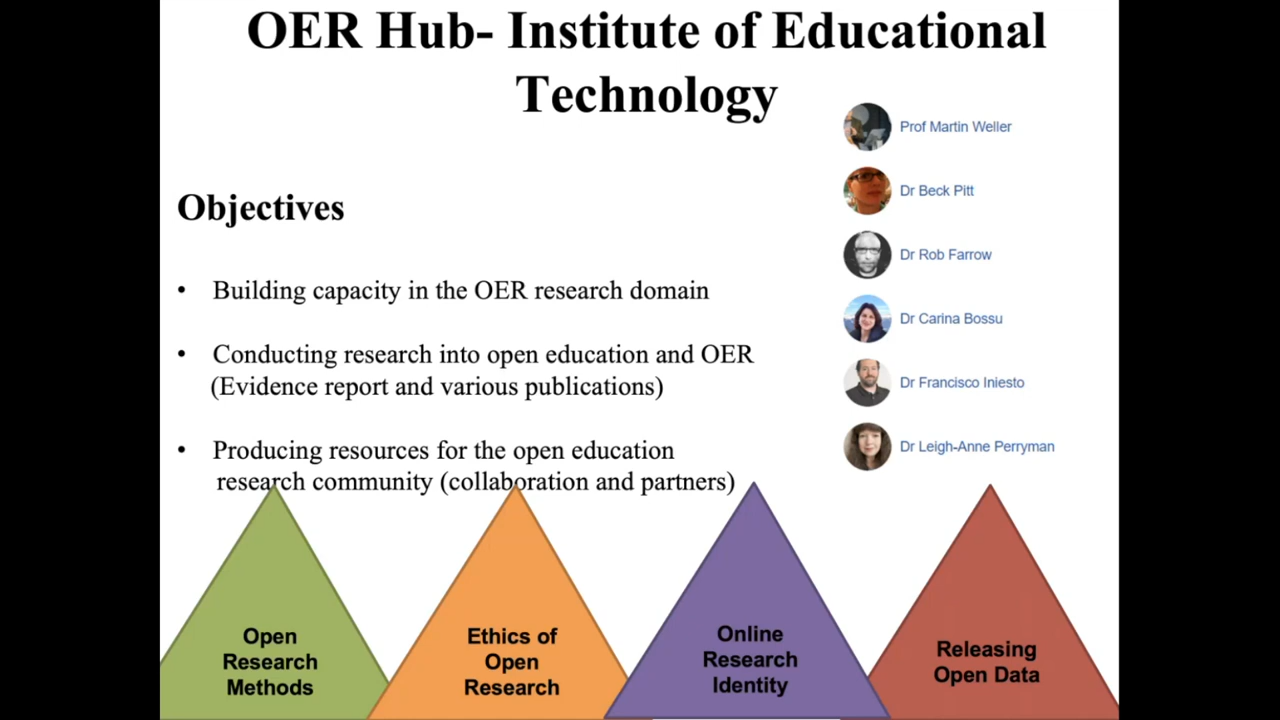 OER Hub- Institute of Educational
Technology
Prof Martin Weller
Dr Beck Pitt
Dr Rob Farrow
Dr Carina Bossu
Dr Francisco Iniesto
Dr Leigh-Anne Perryman
Objectives
• Building capacity in the OER research domain
• Conducting research into open education and OER
(Evidence report and various publications)
• Producing resources for the open education
research community (collaboration and partners)
Open
Research
Methods
Ethics of
Open
Research
Online
Research
Identity
Releasing
Open Data